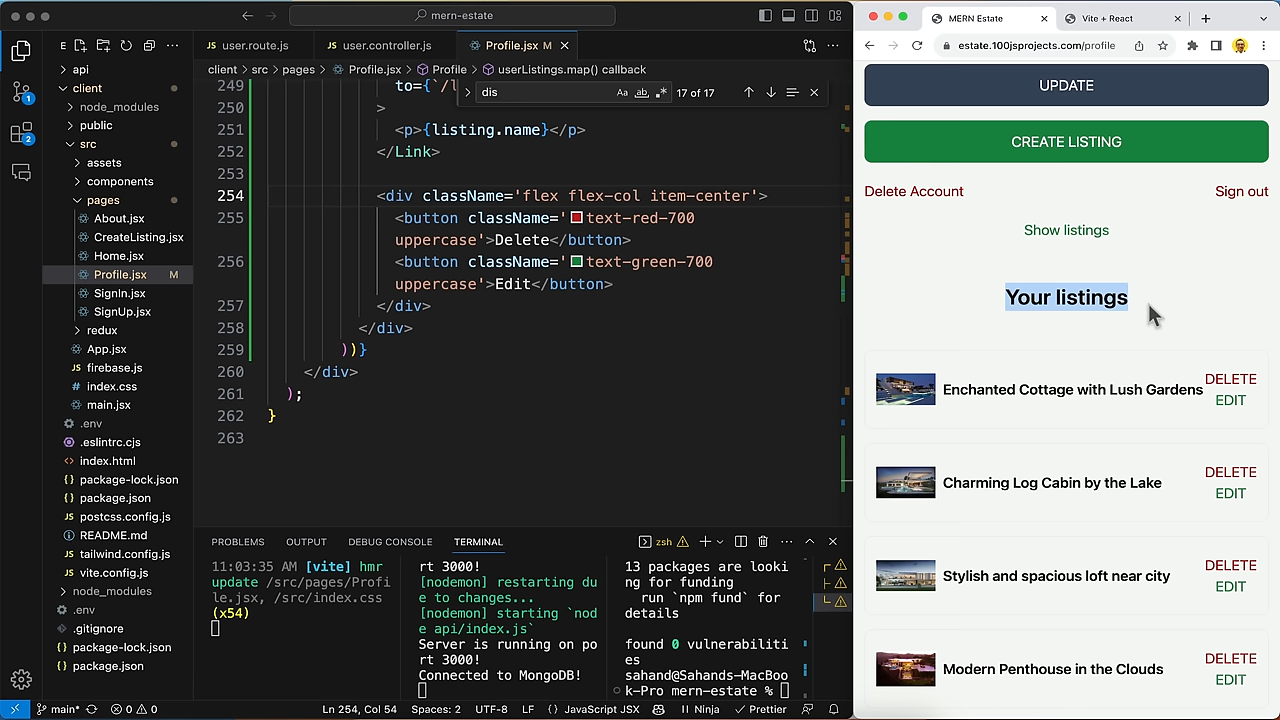 mern-estate
E
api
client
node_modules
public
src
assets
components
pages
About.jsx
CreateListing.jsx
Home.jsx
Profile.jsx M
SignIn.jsx
SignUp.jsx
redux
App.jsx
firebase.js
index.css
main.jsx
.env
.eslintrc.cjs
index.html
package-lock.json
package.json
postcss.config.js
README.md
tailwind.config.js
vite.config.js
node_modules
.env
.gitignore
package-lock.json
package.json
JS user.route.js
JS user.controller.js
Profile.jsx M
client > src > pages > Profile.jsx > Profile > userListings.map() callback
dis
Aa ab 17 of 17
249 to={`/l
250 >
251 <p>{listing.name}</p>
252 </Link>
253
254 <div className='flex flex-col item-center'>
255 <button className='text-red-700
uppercase'>Delete</button>
256 <button className='text-green-700
uppercase'>Edit</button>
257 </div>
258 </div>
259 ))}
260 </div>
261 );
262 }
263
PROBLEMS OUTPUT DEBUG CONSOLE TERMINAL
zsh
11:03:35 AM [vite] hmr
update /src/pages/Profi
le.jsx, /src/index.css
(x54)
rt 3000!
[nodemon] restarting du
e to changes...
[nodemon] starting `nod
e api/index.js`
Server is running on po
rt 3000!
Connected to MongoDB!
13 packages are looki
ng for funding
run `npm fund` for
details
found 0 vulnerabiliti
es
sahand@Sahands-MacBoo
k-Pro mern-estate %
main* 0 0 Ln 254, Col 54 Spaces: 2 UTF-8 LF {} JavaScript JSX Ninja Prettier
MERN Estate
Vite + React
estate.100jsprojects.com/profile
UPDATE
CREATE LISTING
Delete Account
Sign out
Show listings
Your listings
Enchanted Cottage with Lush Gardens
DELETE
EDIT
Charming Log Cabin by the Lake
DELETE
EDIT
Stylish and spacious loft near city
DELETE
EDIT
Modern Penthouse in the Clouds
DELETE
EDIT